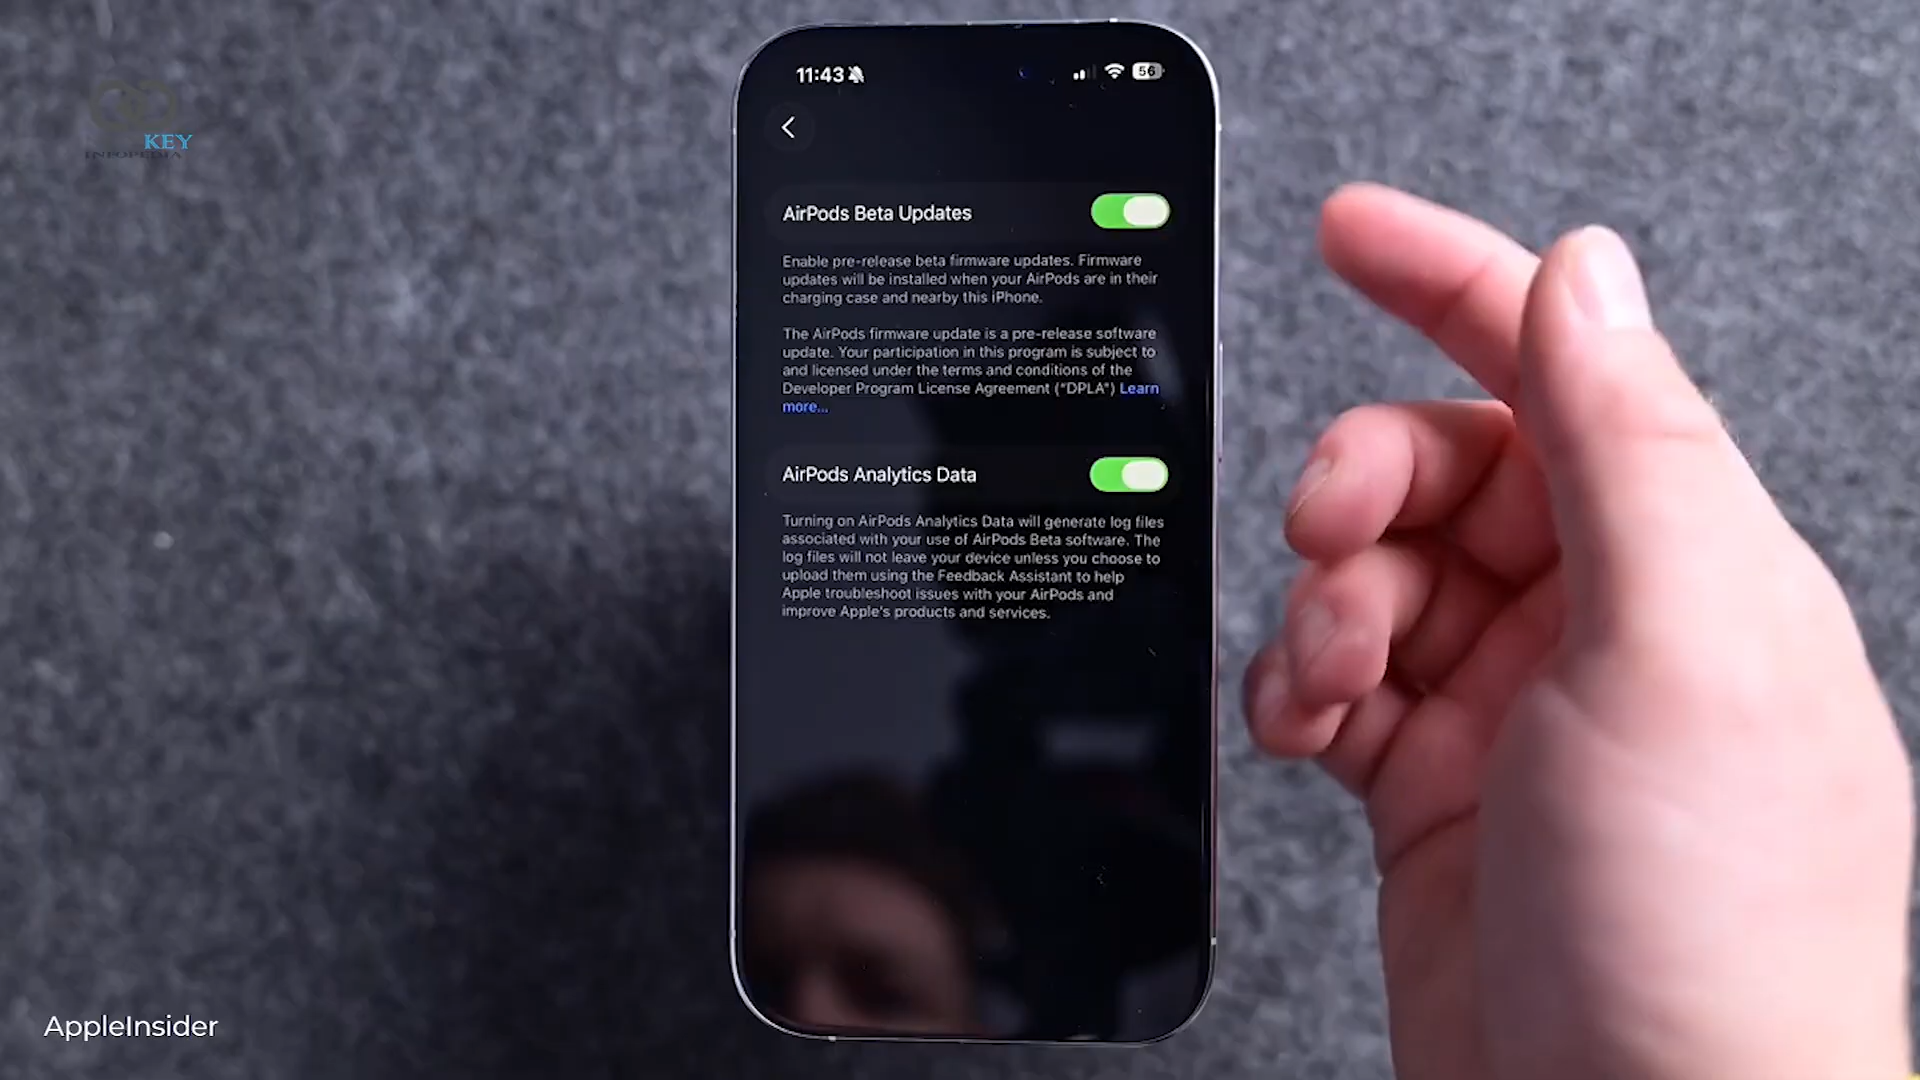 11:43
56
KEY
INFOPEDIA
AirPods Beta Updates
Enable pre-release beta firmware updates. Firmware
updates will be installed when your AirPods are in their
charging case and nearby this iPhone.
The AirPods firmware update is a pre-release software
update. Your participation in this program is subject to
and licensed under the terms and conditions of the
Developer Program License Agreement ("DPLA") Learn
more...
AirPods Analytics Data
Turning on AirPods Analytics Data will generate log files
associated with your use of AirPods Beta software. The
log files will not leave your device unless you choose to
upload them using the Feedback Assistant to help
Apple troubleshoot issues with your AirPods and
improve Apple's products and services.
AppleInsider